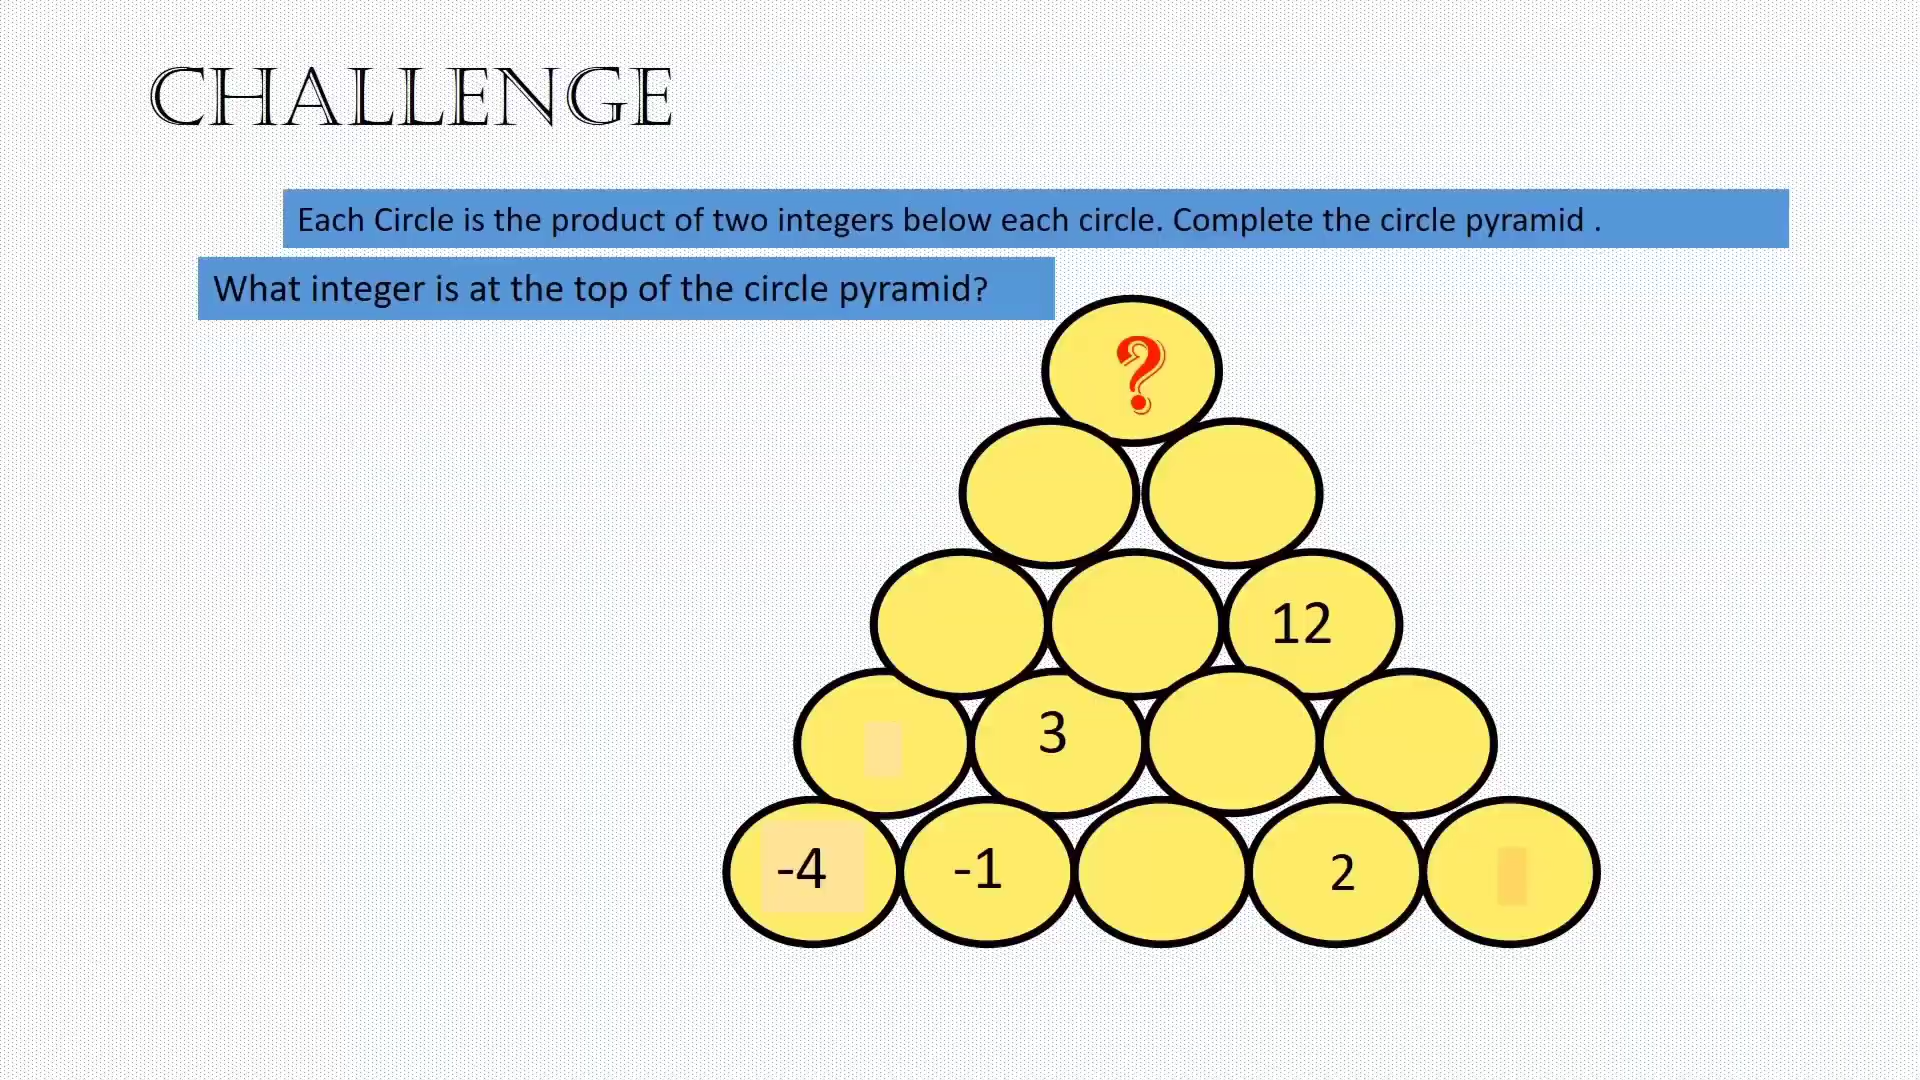 CHALLENGE
Each Circle is the product of two integers below each circle. Complete the circle pyramid .
What integer is at the top of the circle pyramid?
?
12
3
-4 -1 2